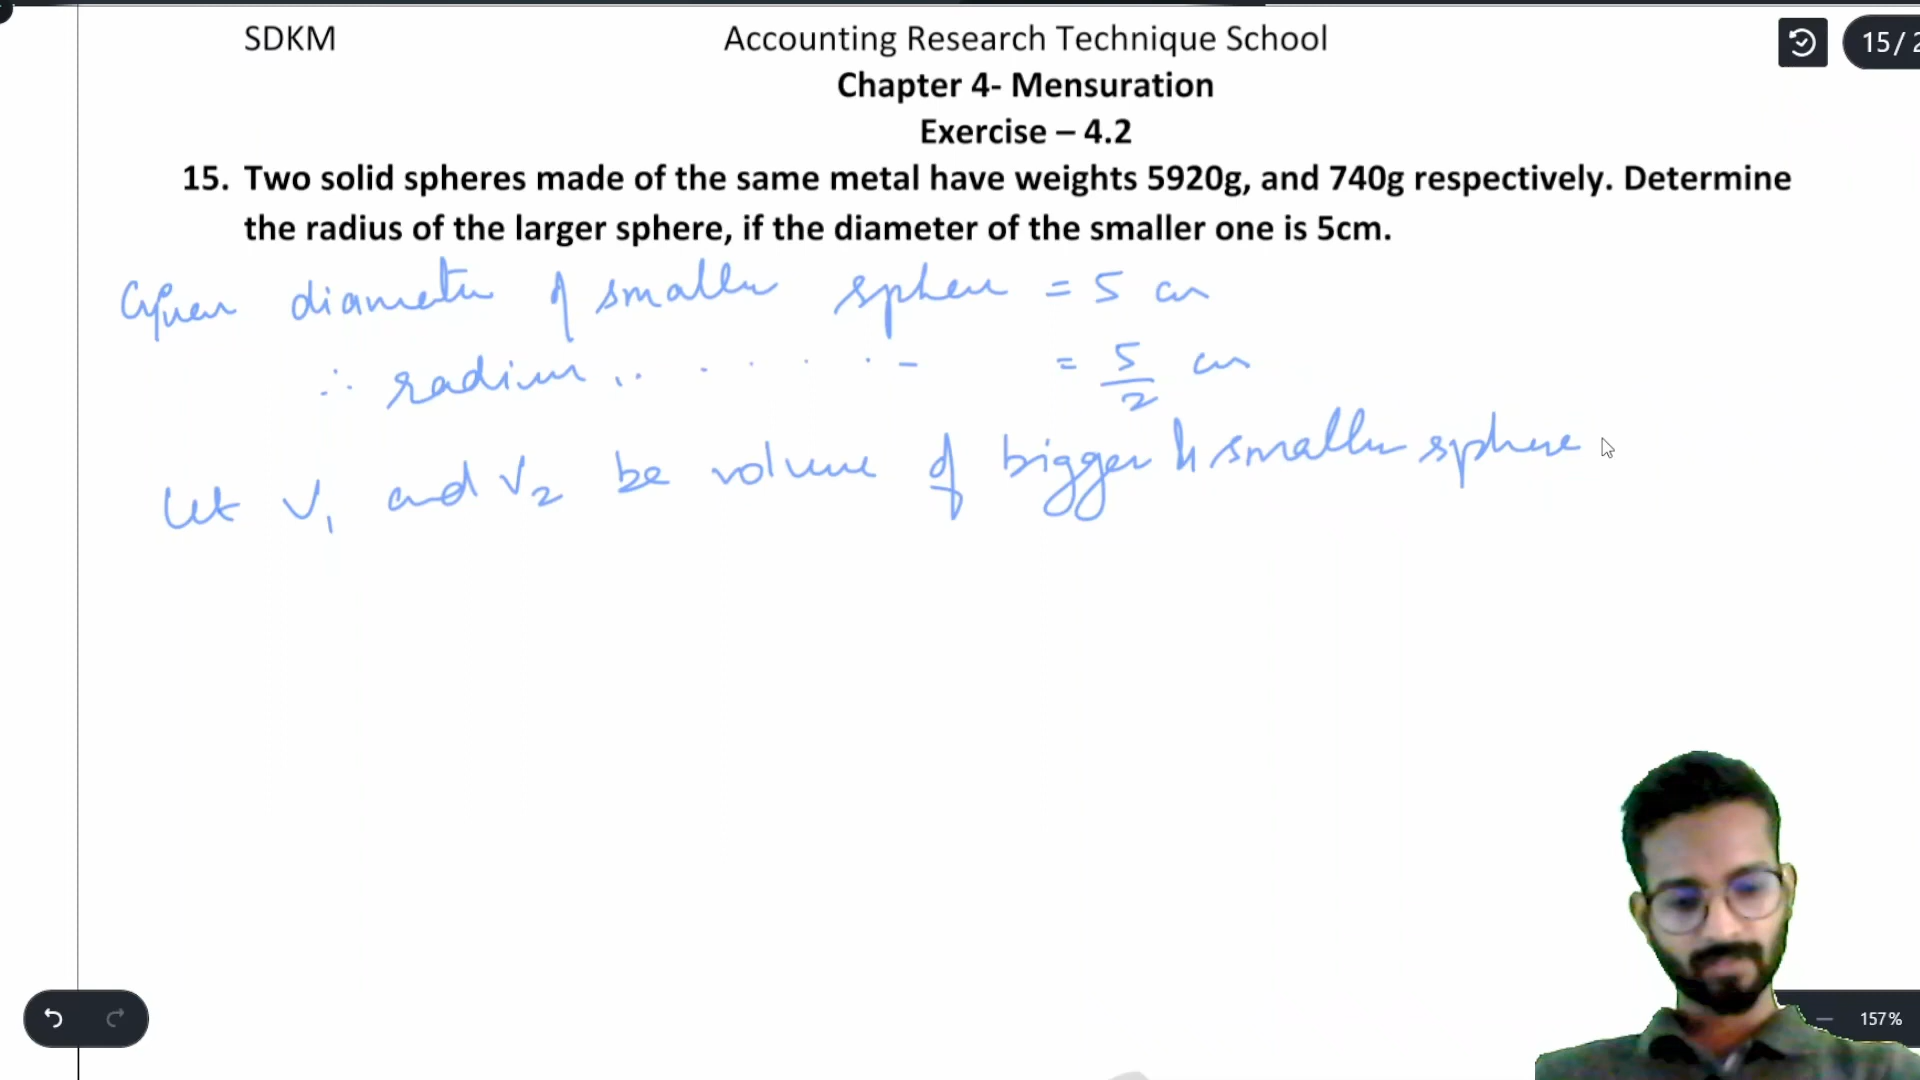 SDKM Accounting Research Technique School 15/2
Chapter 4- Mensuration
Exercise – 4.2
15. Two solid spheres made of the same metal have weights 5920g, and 740g respectively. Determine
the radius of the larger sphere, if the diameter of the smaller one is 5cm.
Given diameter of smaller sphere = 5 cm
∴ radius ,, . . . . . – = 5/2 cm
let V₁ and V₂ be volume of bigger & smaller sphere
157%